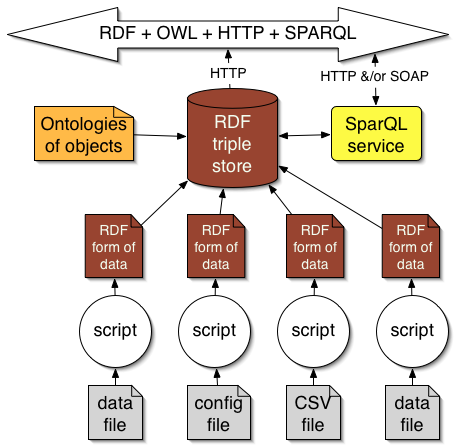 RDF + OWL + HTTP + SPARQL
HTTP
HTTP &/or SOAP
Ontologies
of objects
RDF
triple
store
SparQL
service
RDF
form of
data
RDF
form of
data
RDF
form of
data
RDF
form of
data
script
script
script
script
data
file
config
file
CSV
file
data
file